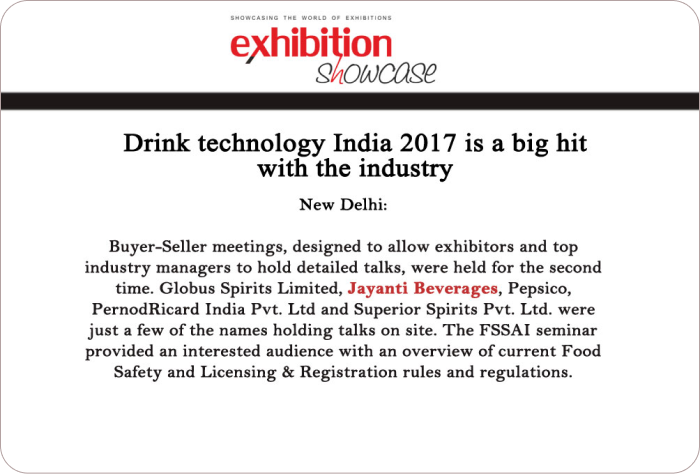 SHOWCASING THE WORLD OF EXHIBITIONS
exhibition
showcase
Drink technology India 2017 is a big hit
with the industry
New Delhi:
Buyer-Seller meetings, designed to allow exhibitors and top
industry managers to hold detailed talks, were held for the second
time. Globus Spirits Limited, Jayanti Beverages, Pepsico,
PernodRicard India Pvt. Ltd and Superior Spirits Pvt. Ltd. were
just a few of the names holding talks on site. The FSSAI seminar
provided an interested audience with an overview of current Food
Safety and Licensing & Registration rules and regulations.